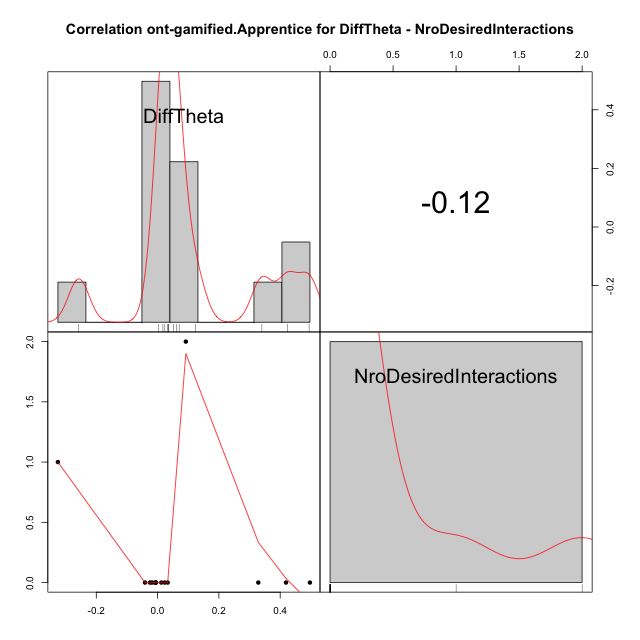 Correlation ont-gamified.Apprentice for DiffTheta - NroDesiredInteractions
0.0 0.5 1.0 1.5 2.0
DiffTheta
-0.12
0.4
0.2
0.0
-0.2
2.0
1.5
1.0
0.5
0.0
NroDesiredInteractions
-0.2 0.0 0.2 0.4